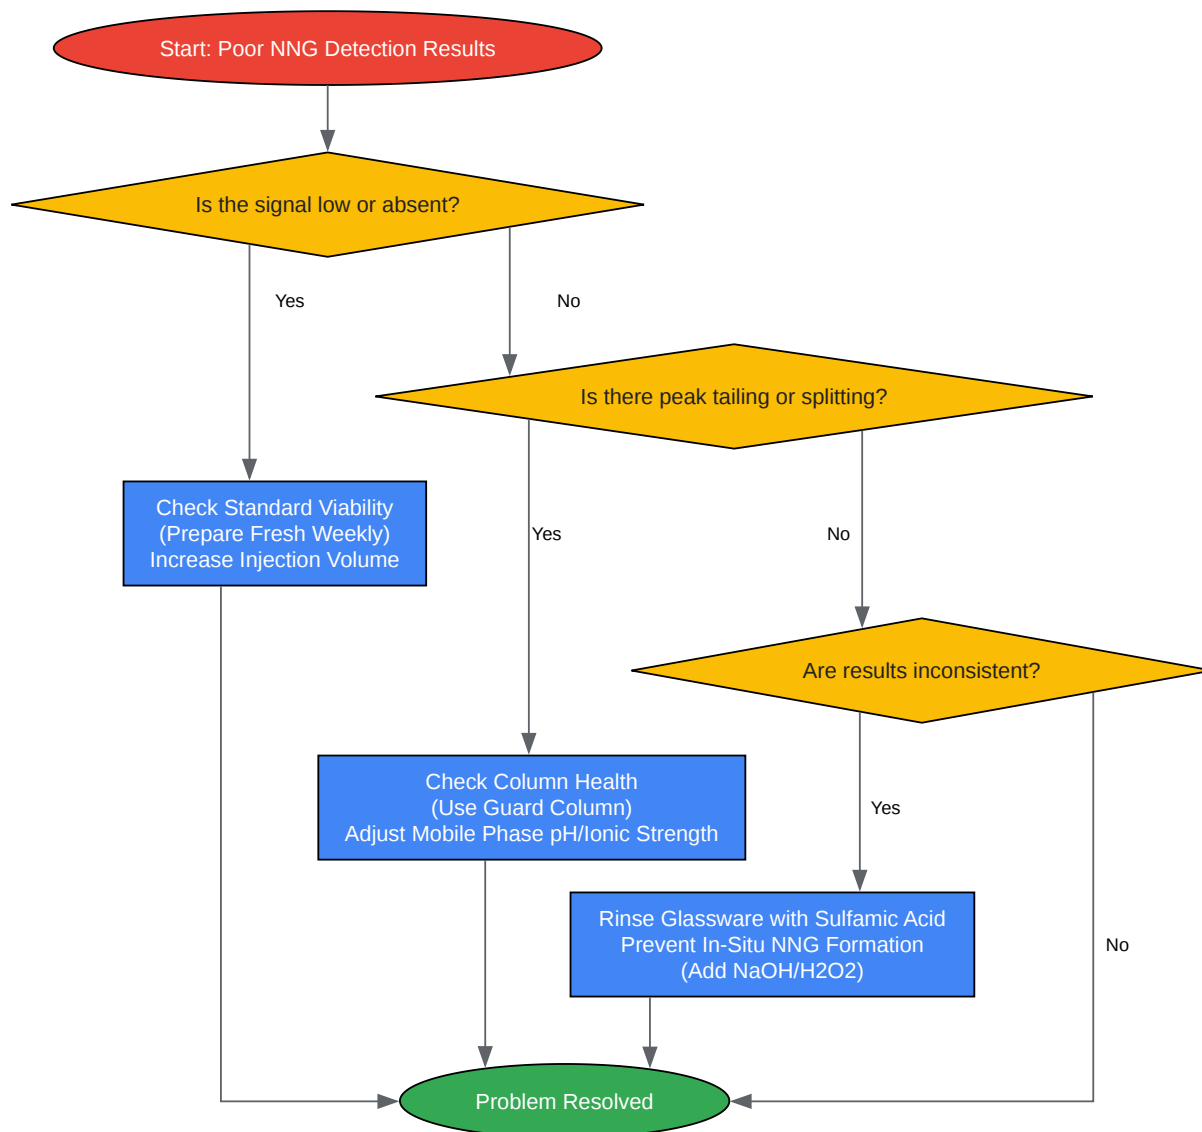 Start: Poor NNG Detection Results
Is the signal low or absent?
Yes
No
Is there peak tailing or splitting?
Check Standard Viability
(Prepare Fresh Weekly)
Increase Injection Volume
Yes
No
Are results inconsistent?
Check Column Health
(Use Guard Column)
Adjust Mobile Phase pH/Ionic Strength
Yes
Rinse Glassware with Sulfamic Acid
Prevent In-Situ NNG Formation
(Add NaOH/H2O2)
No
Problem Resolved